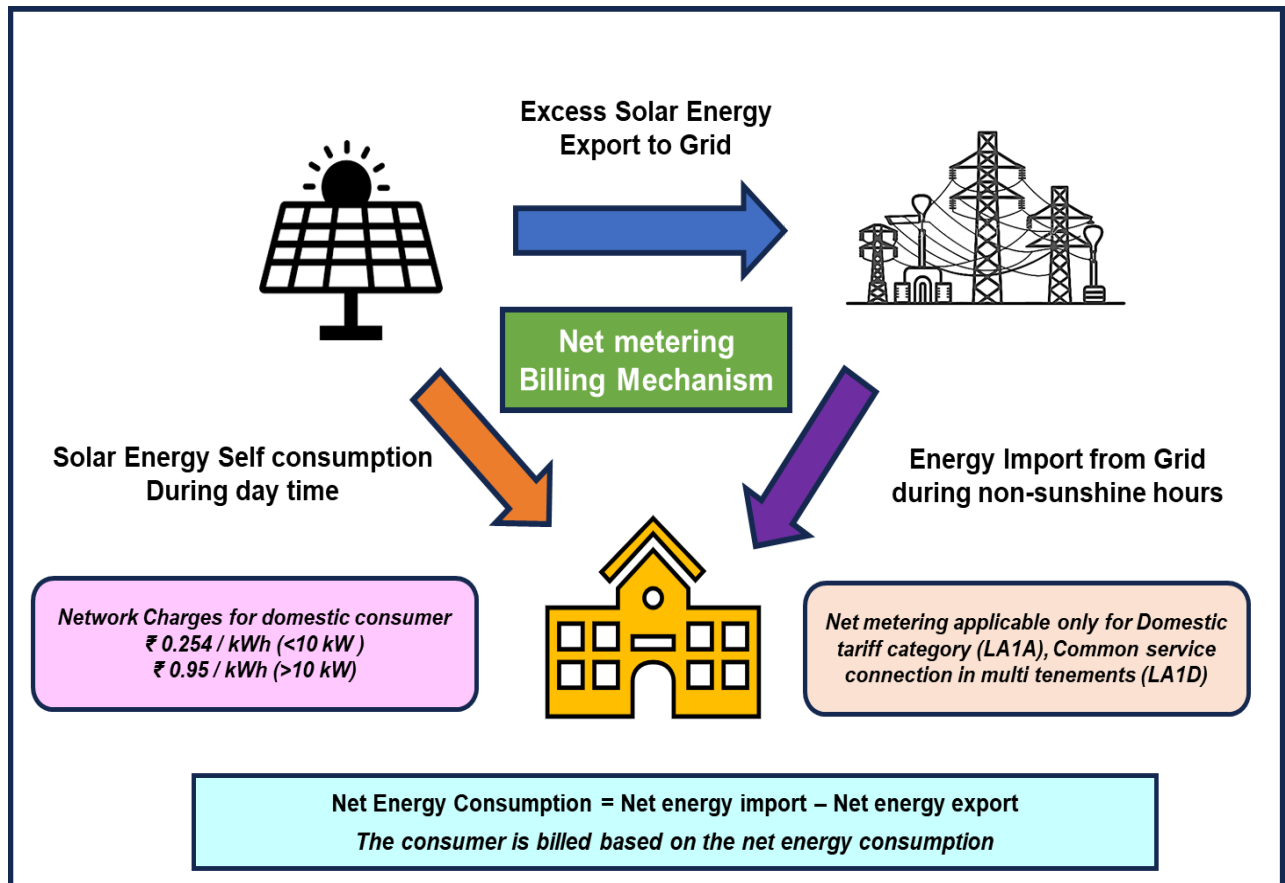 Excess Solar Energy
Export to Grid
Net metering
Billing Mechanism
Solar Energy Self consumption
During day time
Energy Import from Grid
during non-sunshine hours
Network Charges for domestic consumer
₹ 0.254 / kWh (<10 kW )
₹ 0.95 / kWh (>10 kW)
Net metering applicable only for Domestic
tariff category (LA1A), Common service
connection in multi tenements (LA1D)
Net Energy Consumption = Net energy import – Net energy export
The consumer is billed based on the net energy consumption